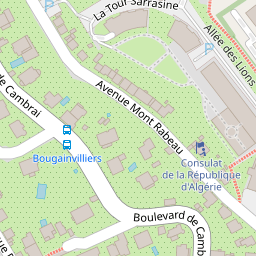 La Tour Sarrasine
Allée des Lions
Avenue Mont Rabeau
de Cambrai
Bougainvilliers
Consulat
de la République
d'Algérie
Boulevard de Camb